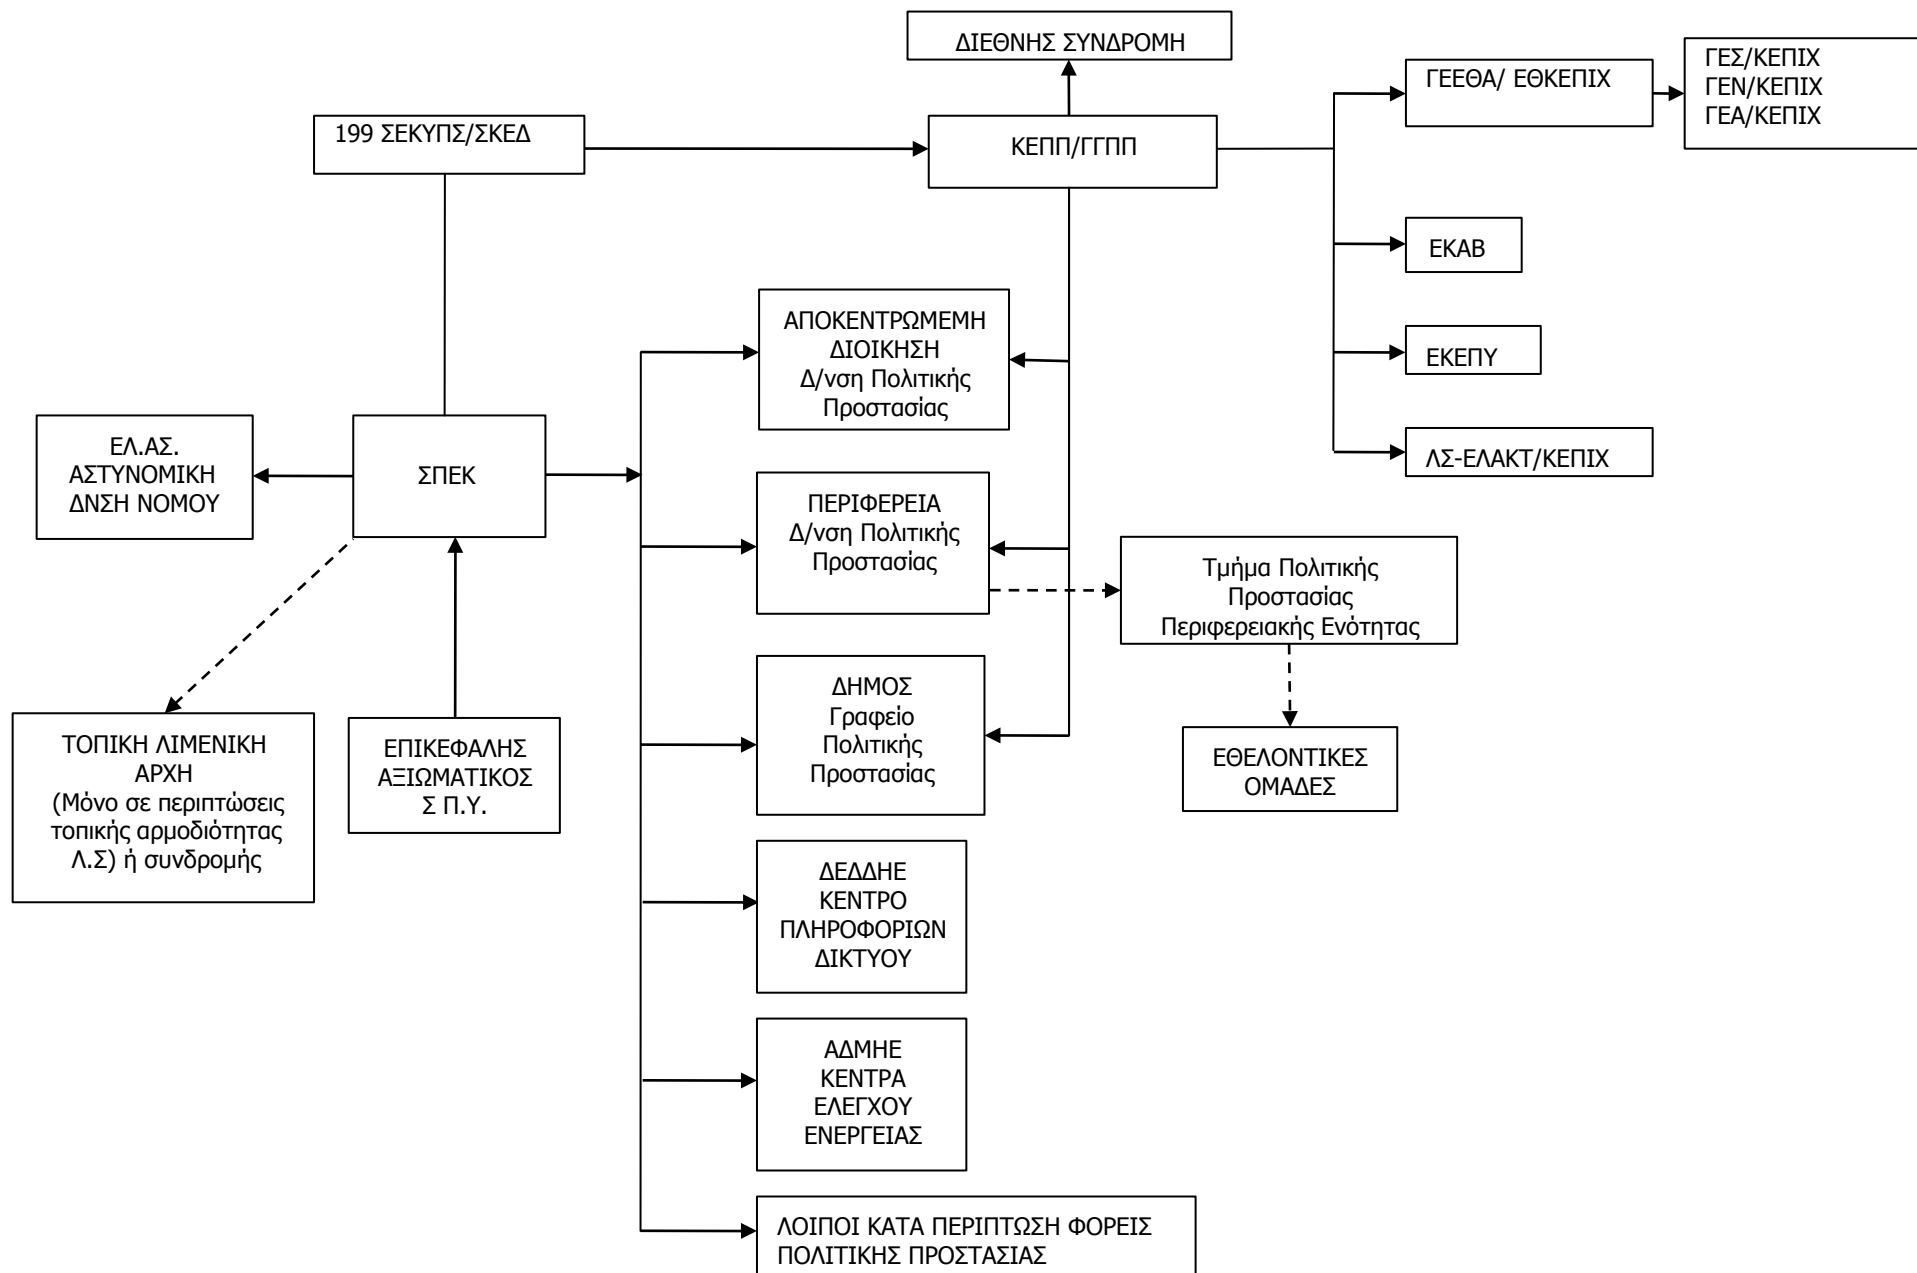 ΔΙΕΘΝΗΣ ΣΥΝΔΡΟΜΗ
ΓΕΕΘΑ/ ΕΘΚΕΠΙΧ
ΓΕΣ/ΚΕΠΙΧ
ΓΕΝ/ΚΕΠΙΧ
ΓΕΑ/ΚΕΠΙΧ
199 ΣΕΚΥΠΣ/ΣΚΕΔ
ΚΕΠΠ/ΓΓΠΠ
ΕΚΑΒ
ΕΚΕΠΥ
ΛΣ-ΕΛΑΚΤ/ΚΕΠΙΧ
ΑΠΟΚΕΝΤΡΩΜΕΜΗ
ΔΙΟΙΚΗΣΗ
Δ/νση Πολιτικής
Προστασίας
ΕΛ.ΑΣ.
ΑΣΤΥΝΟΜΙΚΗ
ΔΝΣΗ ΝΟΜΟΥ
ΣΠΕΚ
ΠΕΡΙΦΕΡΕΙΑ
Δ/νση Πολιτικής
Προστασίας
Τμήμα Πολιτικής
Προστασίας
Περιφερειακής Ενότητας
ΤΟΠΙΚΗ ΛΙΜΕΝΙΚΗ
ΑΡΧΗ
(Μόνο σε περιπτώσεις
τοπικής αρμοδιότητας
Λ.Σ) ή συνδρομής
ΕΠΙΚΕΦΑΛΗΣ
ΑΞΙΩΜΑΤΙΚΟΣ
Σ Π.Υ.
ΔΗΜΟΣ
Γραφείο
Πολιτικής
Προστασίας
ΕΘΕΛΟΝΤΙΚΕΣ
ΟΜΑΔΕΣ
ΔΕΔΔΗΕ
ΚΕΝΤΡΟ
ΠΛΗΡΟΦΟΡΙΩΝ
ΔΙΚΤΥΟΥ
ΑΔΜΗΕ
ΚΕΝΤΡΑ
ΕΛΕΓΧΟΥ
ΕΝΕΡΓΕΙΑΣ
ΛΟΙΠΟΙ ΚΑΤΑ ΠΕΡΙΠΤΩΣΗ ΦΟΡΕΙΣ
ΠΟΛΙΤΙΚΗΣ ΠΡΟΣΤΑΣΙΑΣ